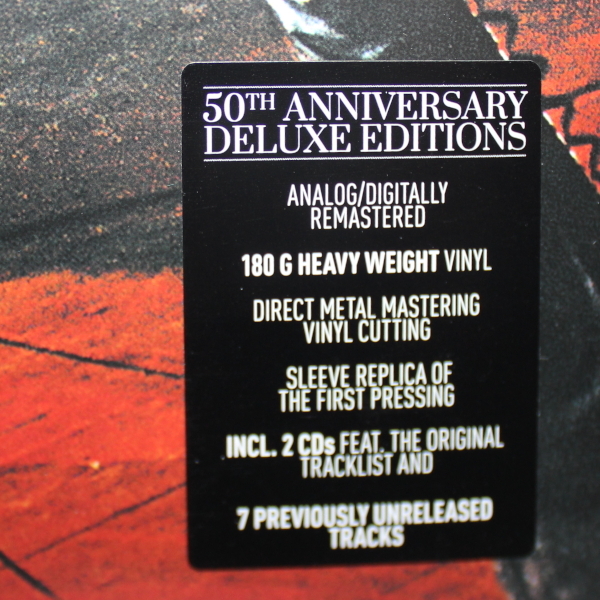 50TH ANNIVERSARY
DELUXE EDITIONS
ANALOG/DIGITALLY
REMASTERED
180 G HEAVY WEIGHT VINYL
DIRECT METAL MASTERING
VINYL CUTTING
SLEEVE REPLICA OF
THE FIRST PRESSING
INCL. 2 CDs FEAT. THE ORIGINAL
TRACKLIST AND
7 PREVIOUSLY UNRELEASED
TRACKS